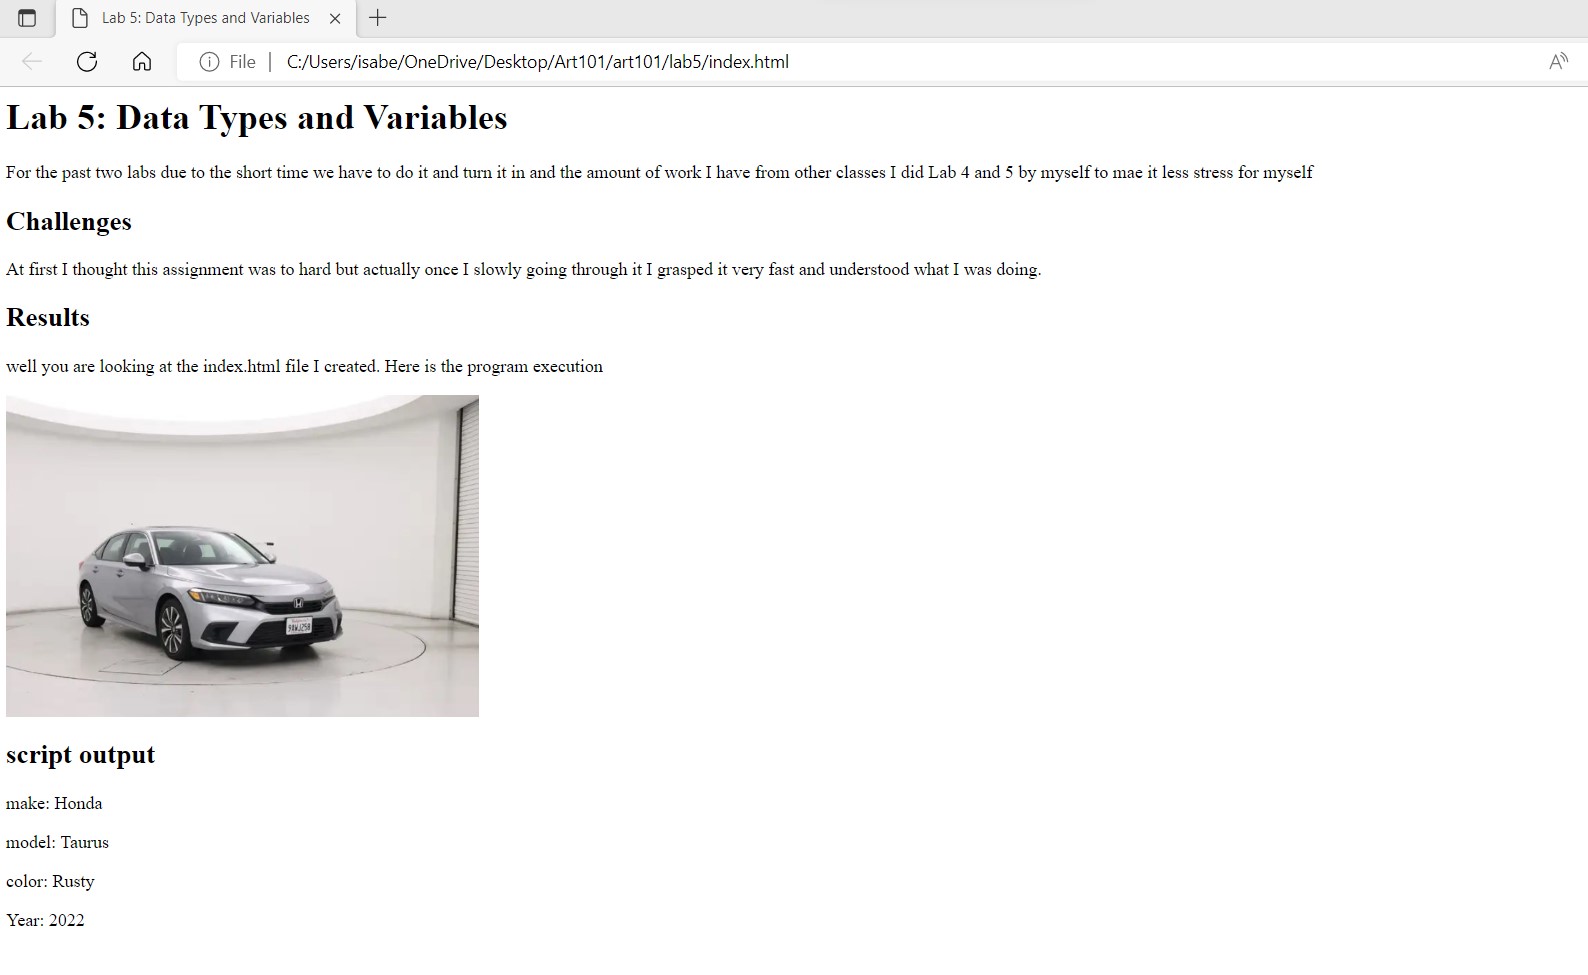 Lab 5: Data Types and Variables
File
C:/Users/isabe/OneDrive/Desktop/Art101/art101/lab5/index.html
Lab 5: Data Types and Variables
For the past two labs due to the short time we have to do it and turn it in and the amount of work I have from other classes I did Lab 4 and 5 by myself to mae it less stress for myself
Challenges
At first I thought this assignment was to hard but actually once I slowly going through it I grasped it very fast and understood what I was doing.
Results
well you are looking at the index.html file I created. Here is the program execution
script output
make: Honda
model: Taurus
color: Rusty
Year: 2022